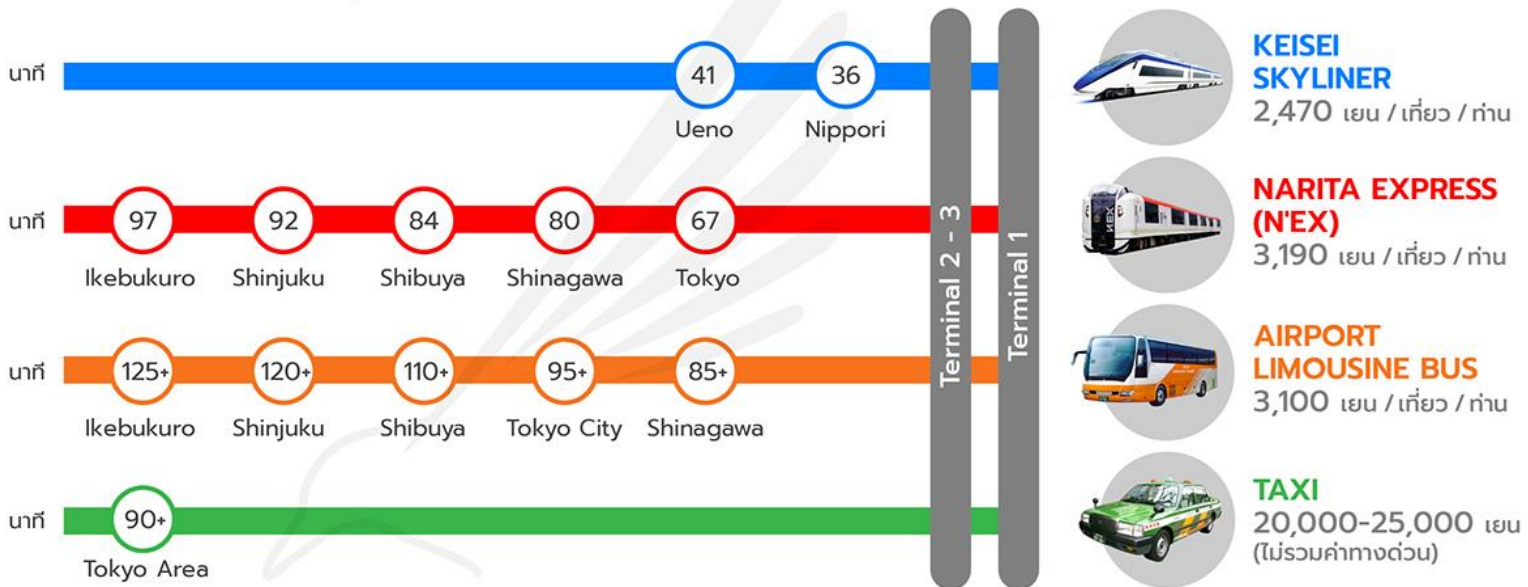 นาที
41
36
Ueno
Nippori
KEISEI
SKYLINER
2,470 เยน / เที่ยว / ท่าน
นาที
97
92
84
80
67
Ikebukuro
Shinjuku
Shibuya
Shinagawa
Tokyo
NARITA EXPRESS
(N'EX)
3,190 เยน / เที่ยว / ท่าน
นาที
125+
120+
110+
95+
85+
Ikebukuro
Shinjuku
Shibuya
Tokyo City
Shinagawa
AIRPORT
LIMOUSINE BUS
3,100 เยน / เที่ยว / ท่าน
นาที
90+
Tokyo Area
TAXI
20,000-25,000 เยน
(ไม่รวมค่าทางด่วน)
Terminal 2 - 3
Terminal 1
N'EX